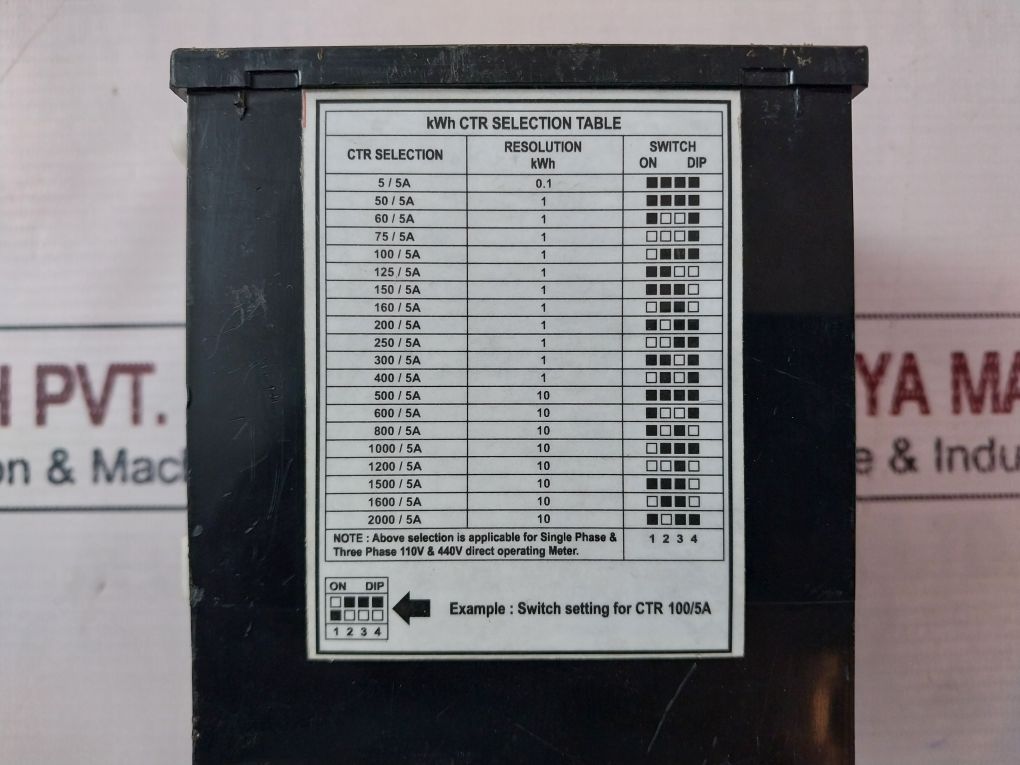 kWh CTR SELECTION TABLE
CTR SELECTION RESOLUTION kWh SWITCH ON DIP
5 / 5A 0.1 ■■■■
50 / 5A 1 ■■■■
60 / 5A 1 ■□□■
75 / 5A 1 □□□■
100 / 5A 1 □■■■
125 / 5A 1 ■■□□
150 / 5A 1 ■■■□
160 / 5A 1 □■■□
200 / 5A 1 ■□■■
250 / 5A 1 □□■■
300 / 5A 1 ■■□■
400 / 5A 1 □■□■
500 / 5A 10 ■■■■
600 / 5A 10 ■□□■
800 / 5A 10 ■□■□
1000 / 5A 10 □■■■
1200 / 5A 10 □□■□
1500 / 5A 10 ■■■□
1600 / 5A 10 □■■□
2000 / 5A 10 ■□■■
NOTE : Above selection is applicable for Single Phase &
Three Phase 110V & 440V direct operating Meter.
1 2 3 4
ON DIP
□■■■
■□□□
1 2 3 4
Example : Switch setting for CTR 100/5A
H PVT.
YA MA
on & Mach
e & Indu